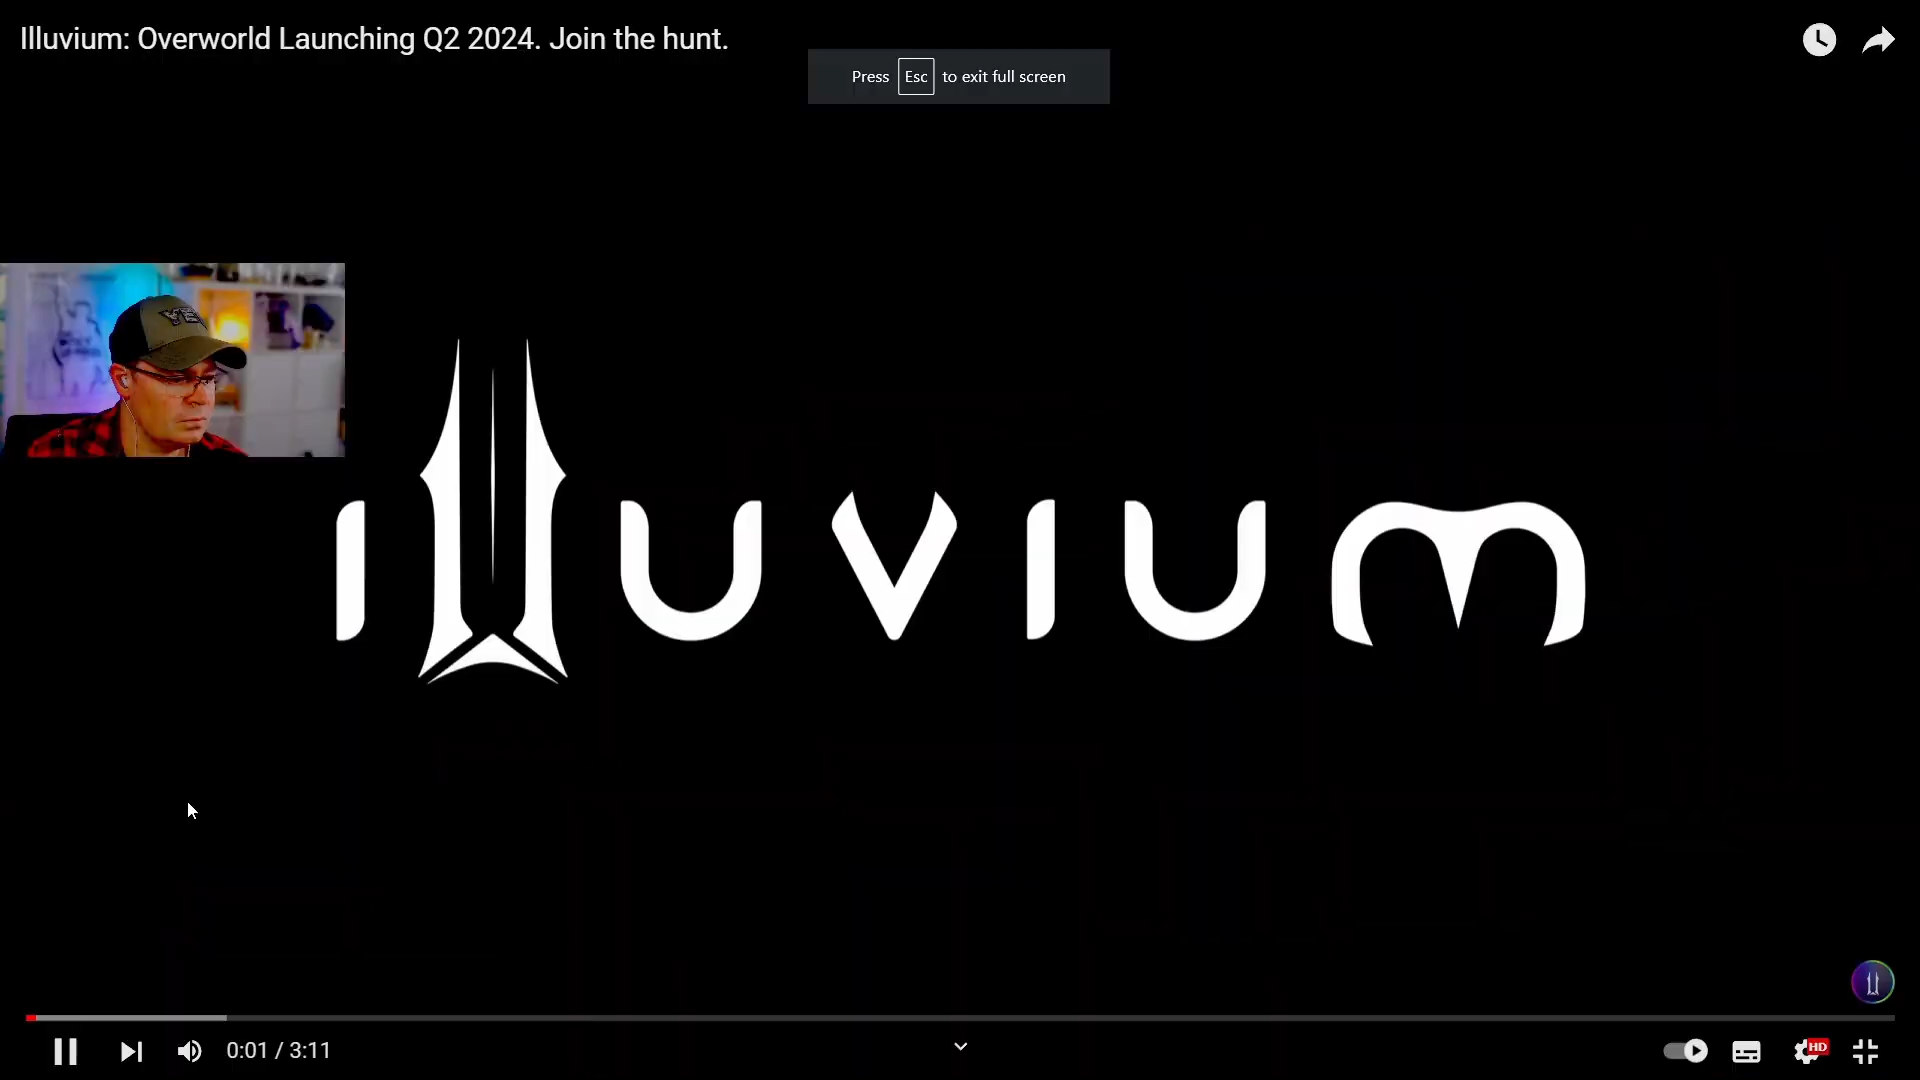 Illuvium: Overworld Launching Q2 2024. Join the hunt.
Press Esc to exit full screen
ILLUVIUM
0:01 / 3:11
HD